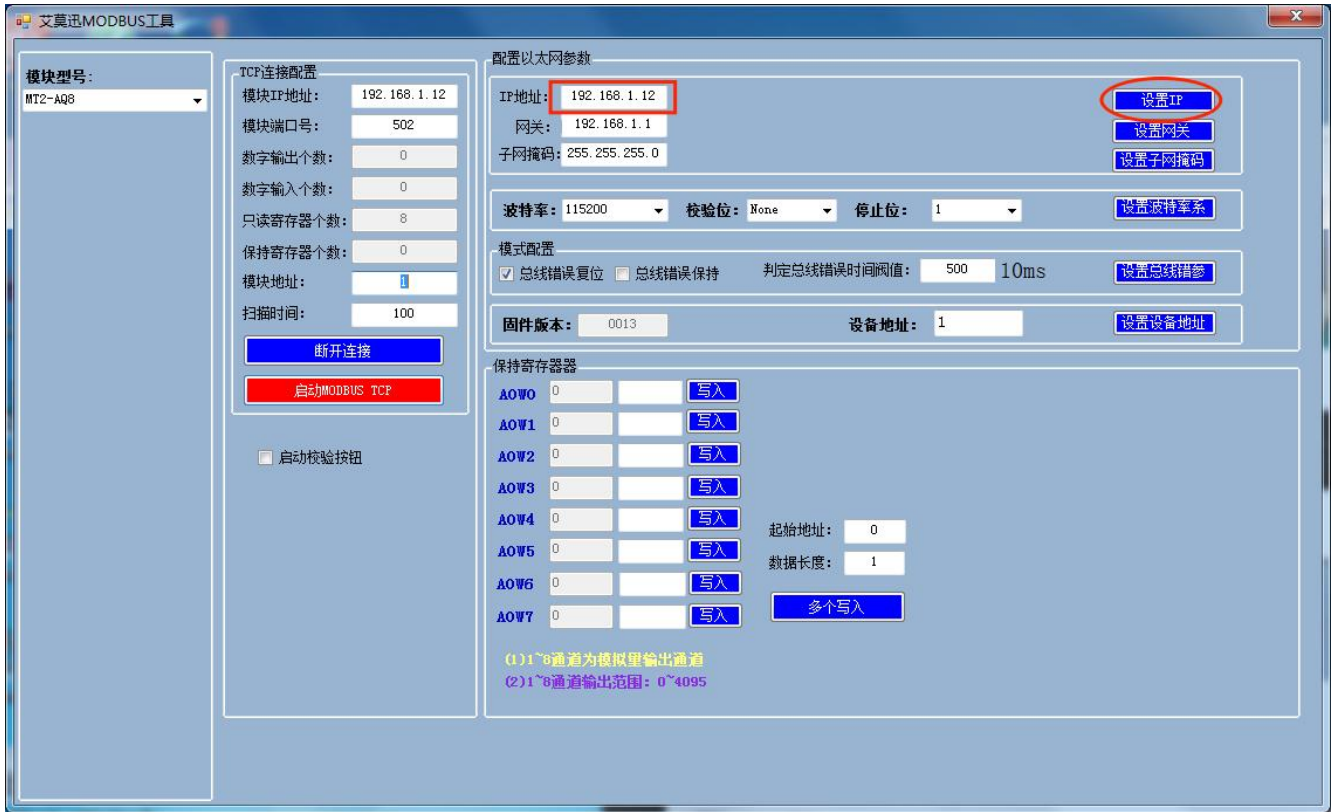 艾莫迅MODBUS工具
模块型号:
MT2-AQ8
TCP连接配置
模块IP地址: 192.168.1.12
模块端口号: 502
数字输出个数: 0
数字输入个数: 0
只读寄存器个数: 8
保持寄存器个数: 0
模块地址: 1
扫描时间: 100
断开连接
启动MODBUS TCP
启动校验按钮
配置以太网参数
IP地址: 192.168.1.12 设置IP
网关: 192.168.1.1 设置网关
子网掩码: 255.255.255.0 设置子网掩码
波特率: 115200 校验位: None 停止位: 1 设置波特率系
模式配置
总线错误复位 总线错误保持 判定总线错误时间阀值: 500 10ms 设置总线错参
固件版本: 0013 设备地址: 1 设置设备地址
保持寄存器器
AOW0 0 写入
AOW1 0 写入
AOW2 0 写入
AOW3 0 写入
AOW4 0 写入
AOW5 0 写入
AOW6 0 写入
AOW7 0 写入
起始地址: 0
数据长度: 1
多个写入
(1)1~8通道为模拟量输出通道
(2)1~8通道输出范围: 0~4095